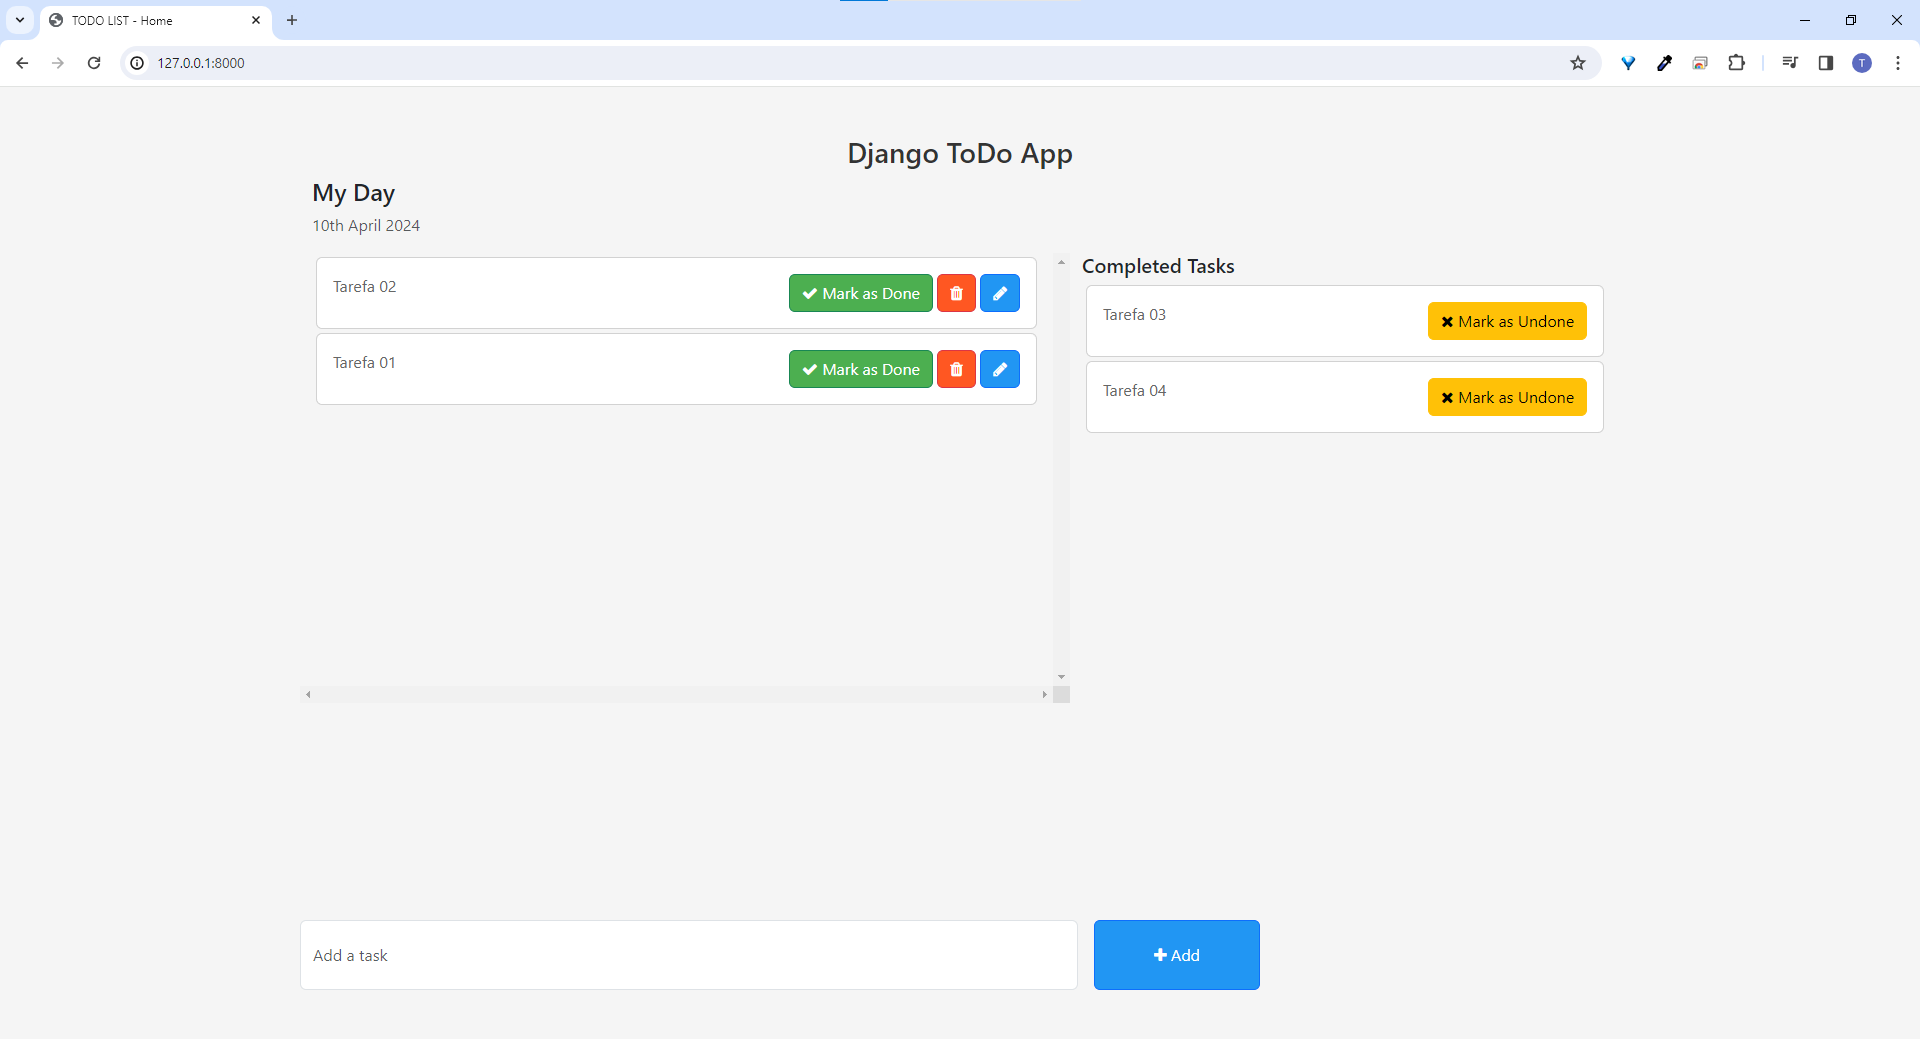 TODO LIST - Home
127.0.0.1:8000
T
Django ToDo App
My Day
10th April 2024
Tarefa 02
Mark as Done
Tarefa 01
Mark as Done
Completed Tasks
Tarefa 03
Mark as Undone
Tarefa 04
Mark as Undone
Add a task
Add